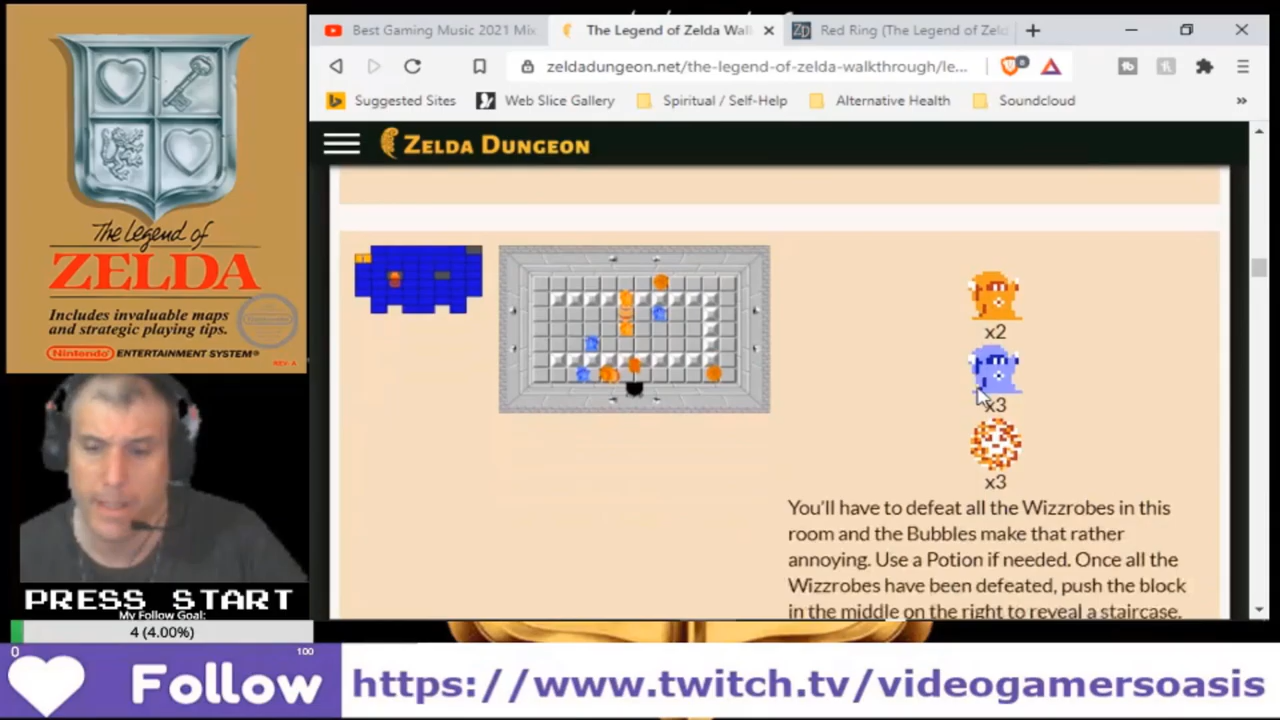 The Legend of
ZELDA
Includes invaluable maps
and strategic playing tips.
Nintendo ENTERTAINMENT SYSTEM®
REV-A
PRESS START
My Follow Goal:
4 (4.00%)
0 100
Follow
https://www.twitch.tv/videogamersoasis
Best Gaming Music 2021 Mix
The Legend of Zelda Wal
Red Ring (The Legend of Zeld
zeldadungeon.net/the-legend-of-zelda-walkthrough/le...
Suggested Sites
Web Slice Gallery
Spiritual / Self-Help
Alternative Health
Soundcloud
ZELDA DUNGEON
x2
x3
x3
You'll have to defeat all the Wizzrobes in this
room and the Bubbles make that rather
annoying. Use a Potion if needed. Once all the
Wizzrobes have been defeated, push the block
in the middle on the right to reveal a staircase.